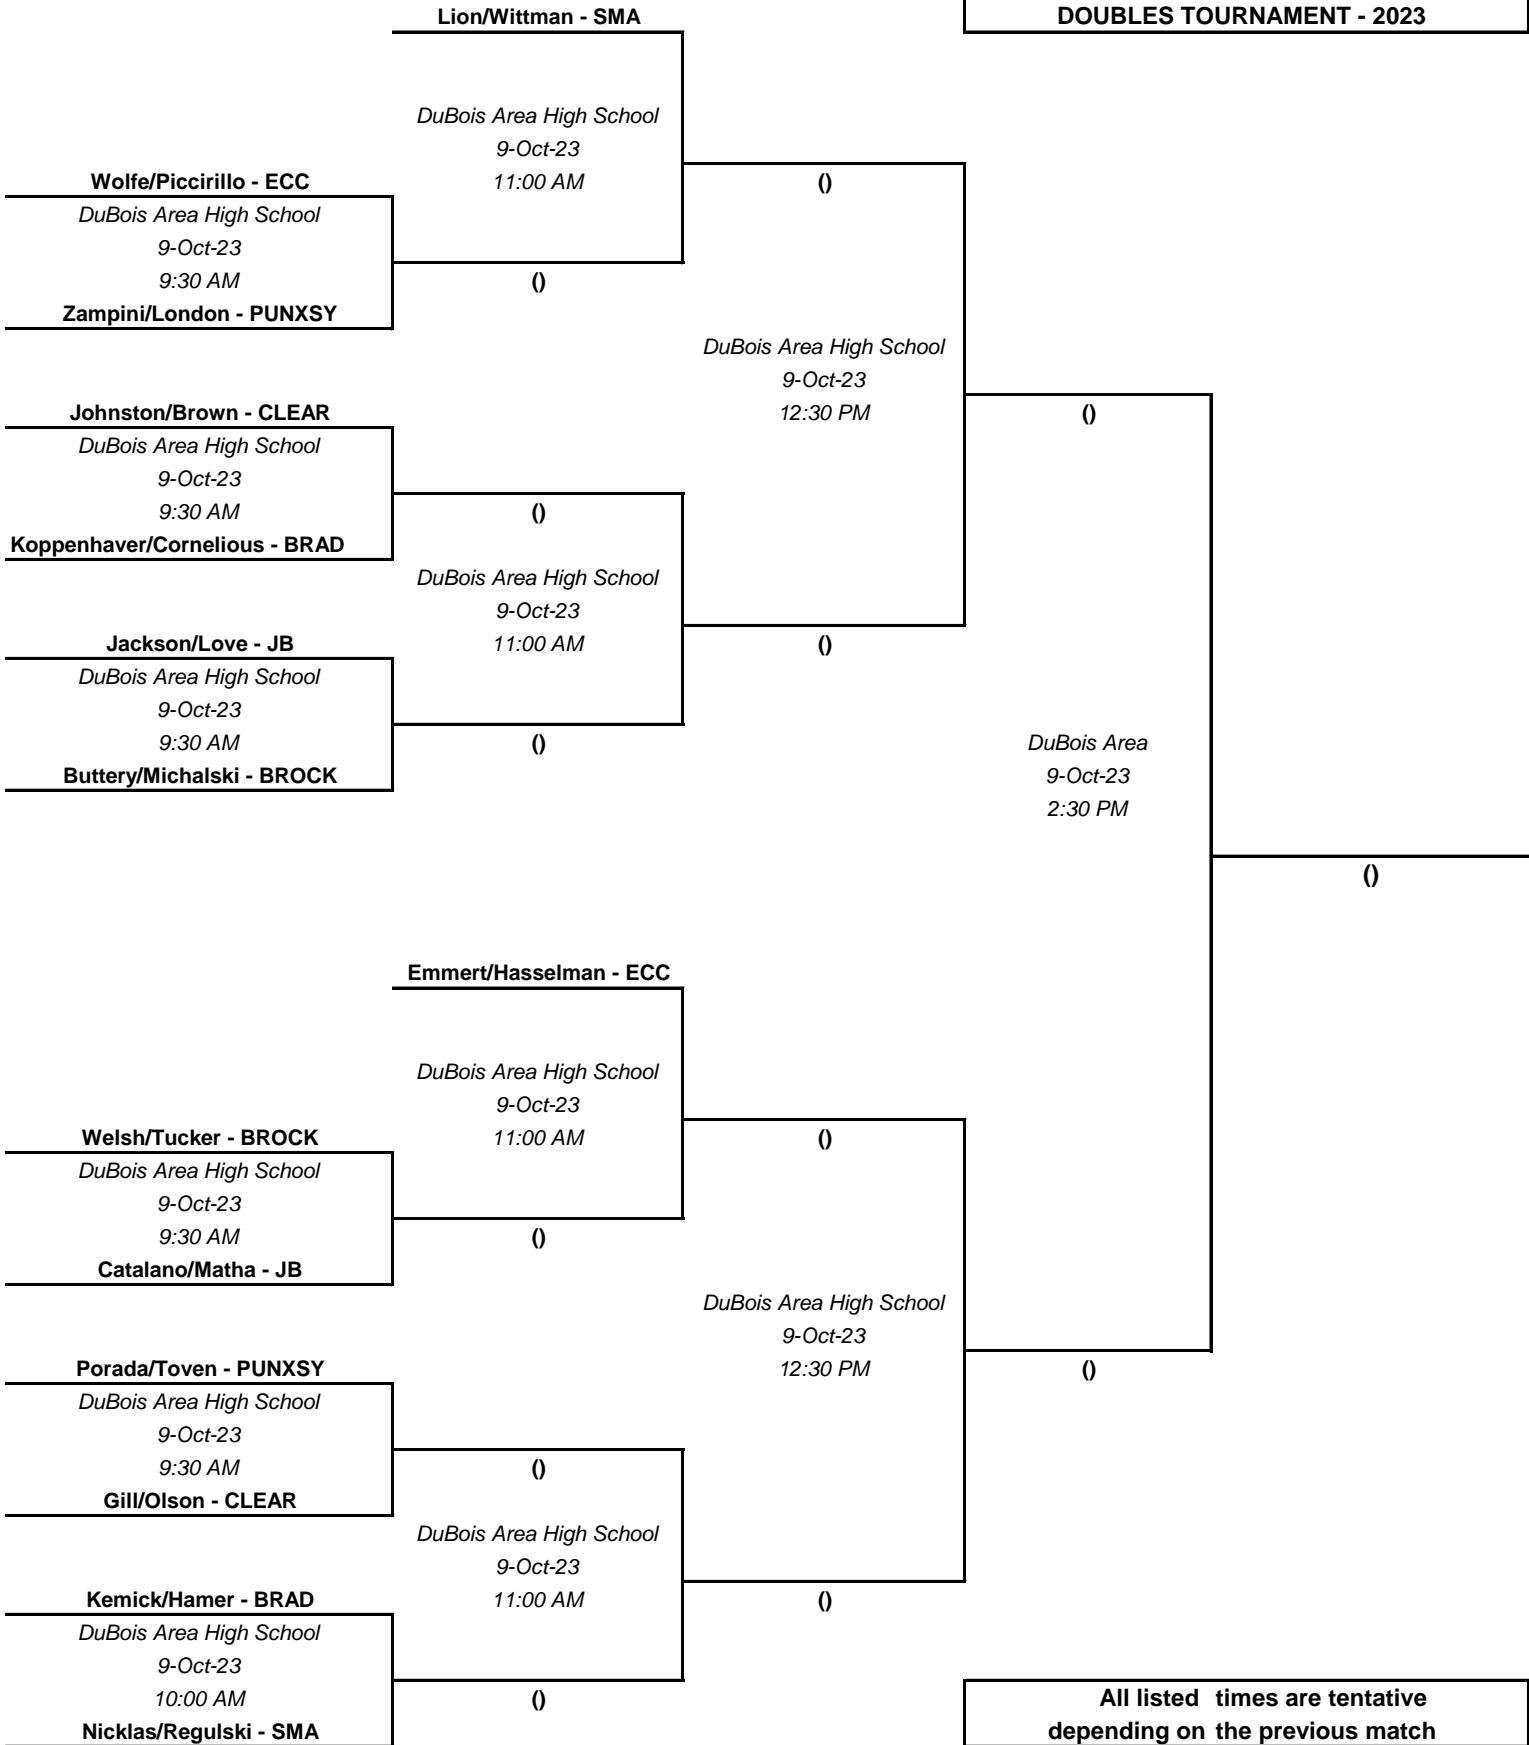 Lion/Wittman - SMA
DOUBLES TOURNAMENT - 2023
DuBois Area High School
9-Oct-23
11:00 AM
()
Wolfe/Piccirillo - ECC
DuBois Area High School
9-Oct-23
9:30 AM
()
Zampini/London - PUNXSY
DuBois Area High School
9-Oct-23
12:30 PM
()
Johnston/Brown - CLEAR
DuBois Area High School
9-Oct-23
9:30 AM
()
Koppenhaver/Cornelious - BRAD
DuBois Area High School
9-Oct-23
11:00 AM
()
Jackson/Love - JB
DuBois Area High School
9-Oct-23
9:30 AM
()
Buttery/Michalski - BROCK
DuBois Area
9-Oct-23
2:30 PM
()
Emmert/Hasselman - ECC
DuBois Area High School
9-Oct-23
11:00 AM
()
Welsh/Tucker - BROCK
DuBois Area High School
9-Oct-23
9:30 AM
()
Catalano/Matha - JB
DuBois Area High School
9-Oct-23
12:30 PM
()
Porada/Toven - PUNXSY
DuBois Area High School
9-Oct-23
9:30 AM
()
Gill/Olson - CLEAR
DuBois Area High School
9-Oct-23
11:00 AM
()
Kemick/Hamer - BRAD
DuBois Area High School
9-Oct-23
10:00 AM
()
Nicklas/Regulski - SMA
All listed times are tentative
depending on the previous match